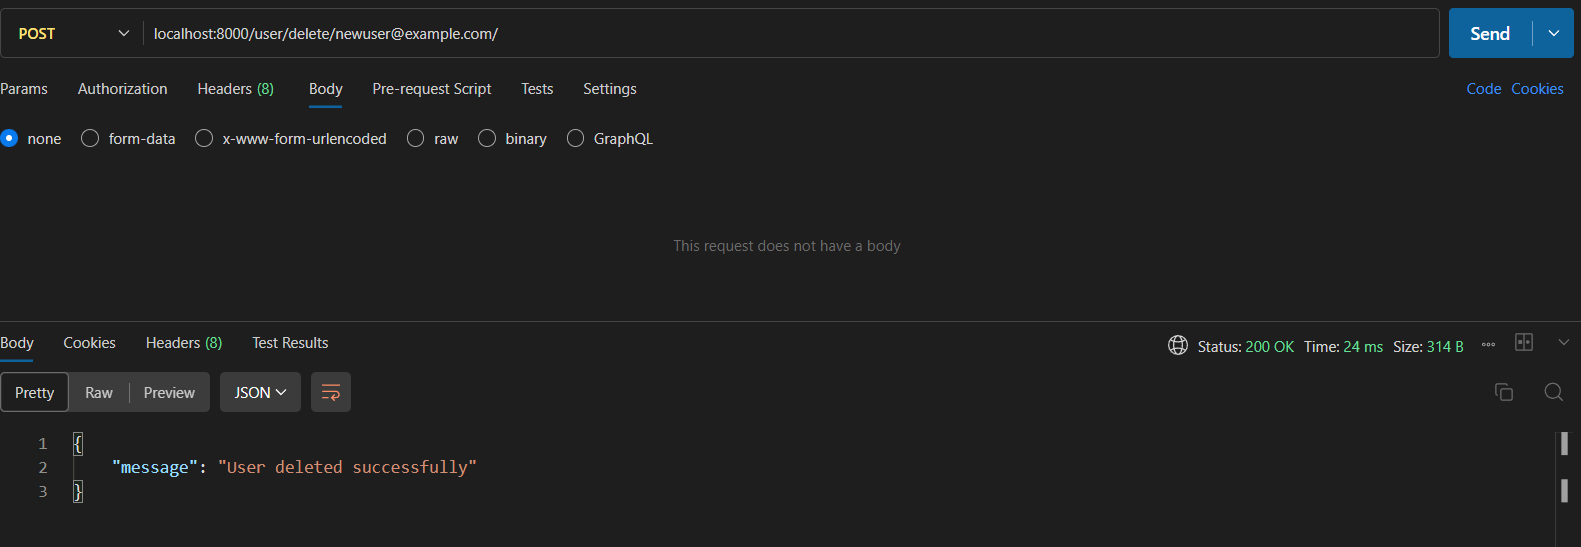 POST localhost:8000/user/delete/newuser@example.com/ Send
Params Authorization Headers (8) Body Pre-request Script Tests Settings Code Cookies
none form-data x-www-form-urlencoded raw binary GraphQL
This request does not have a body
Body Cookies Headers (8) Test Results Status: 200 OK Time: 24 ms Size: 314 B
Pretty Raw Preview JSON
1 {
2 "message": "User deleted successfully"
3 }